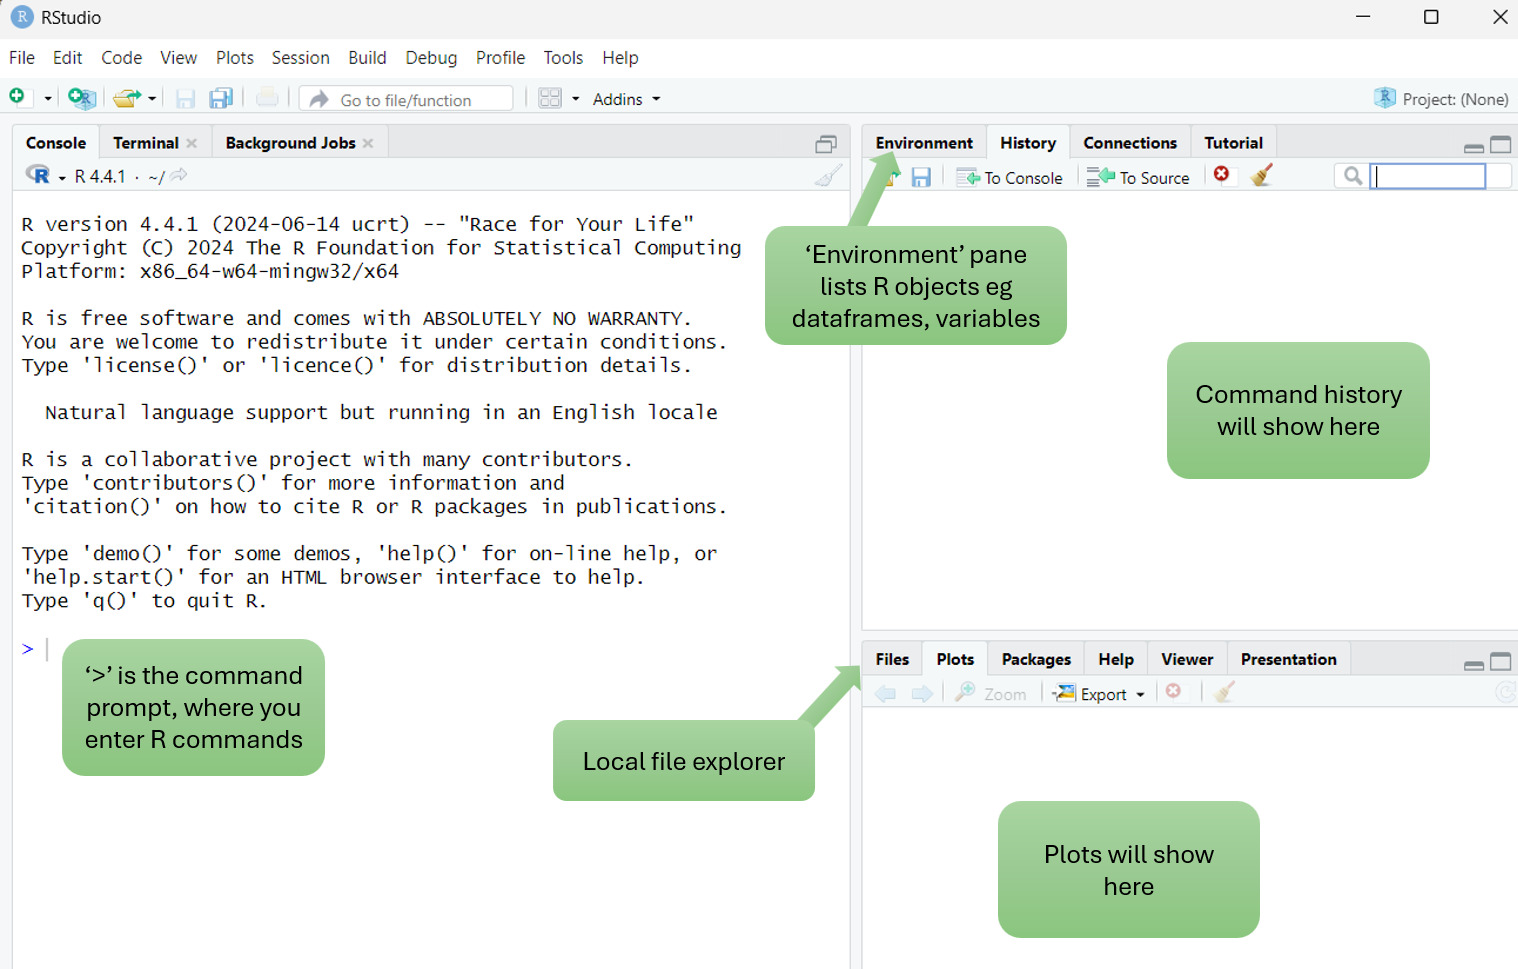 RStudio
File Edit Code View Plots Session Build Debug Profile Tools Help
Go to file/function
Addins
Project: (None)
Console Terminal Background Jobs
R 4.4.1 · ~/
R version 4.4.1 (2024-06-14 ucrt) -- "Race for Your Life"
Copyright (C) 2024 The R Foundation for Statistical Computing
Platform: x86_64-w64-mingw32/x64
R is free software and comes with ABSOLUTELY NO WARRANTY.
You are welcome to redistribute it under certain conditions.
Type 'license()' or 'licence()' for distribution details.
Natural language support but running in an English locale
R is a collaborative project with many contributors.
Type 'contributors()' for more information and
'citation()' on how to cite R or R packages in publications.
Type 'demo()' for some demos, 'help()' for on-line help, or
'help.start()' for an HTML browser interface to help.
Type 'q()' to quit R.
>
‘>’ is the command
prompt, where you
enter R commands
Environment History Connections Tutorial
To Console To Source
‘Environment’ pane
lists R objects eg
dataframes, variables
Command history
will show here
Files Plots Packages Help Viewer Presentation
Zoom Export
Local file explorer
Plots will show
here